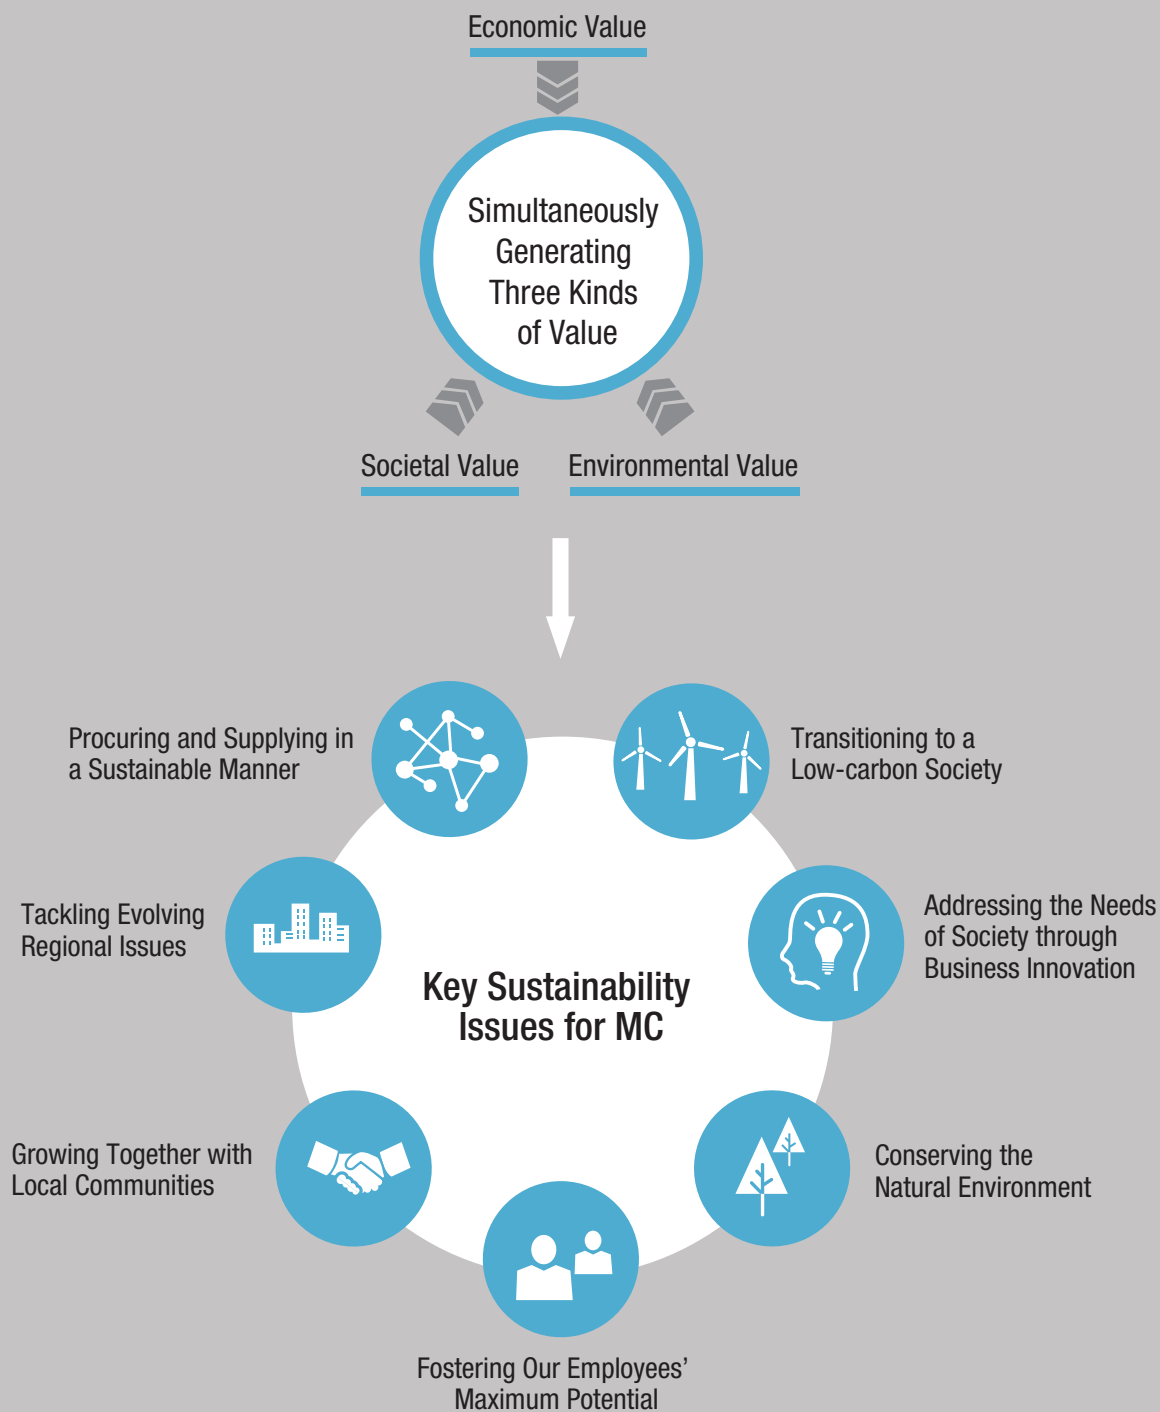 Economic Value
Simultaneously
Generating
Three Kinds
of Value
Societal Value
Environmental Value
Procuring and Supplying in
a Sustainable Manner
Transitioning to a
Low-carbon Society
Tackling Evolving
Regional Issues
Addressing the Needs
of Society through
Business Innovation
Key Sustainability
Issues for MC
Growing Together with
Local Communities
Conserving the
Natural Environment
Fostering Our Employees’
Maximum Potential